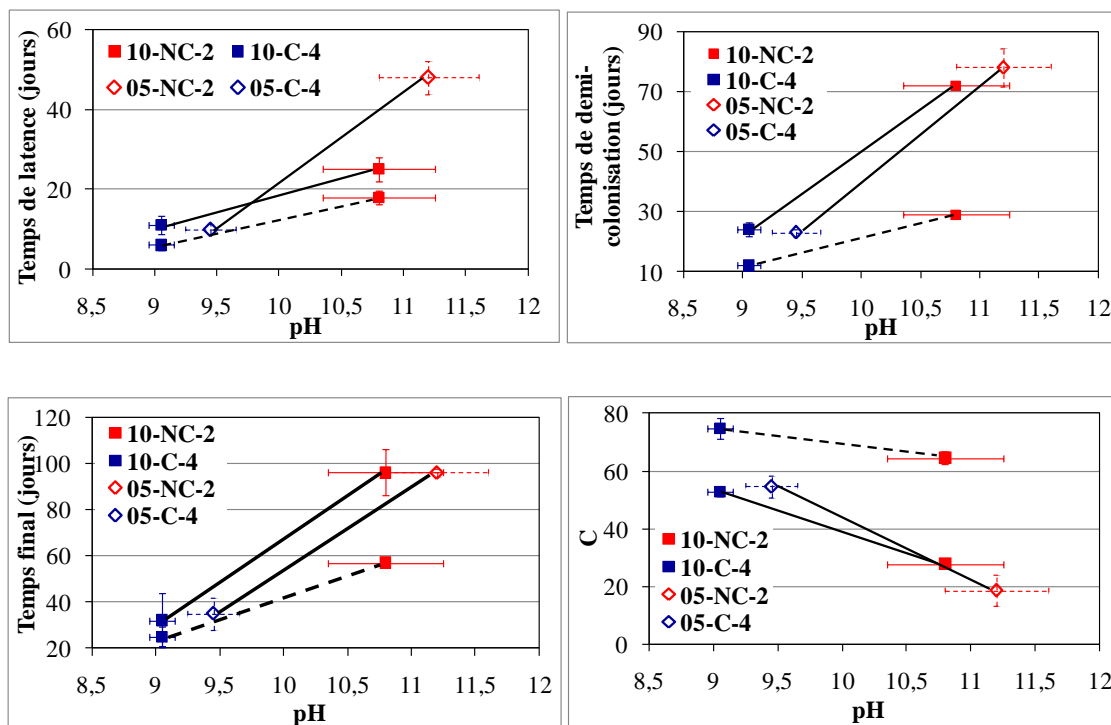 Temps de latence (jours)
60
40
20
0
10-NC-2 10-C-4
05-NC-2 05-C-4
8,5 9 9,5 10 10,5 11 11,5 12
pH
Temps de demi-
colonisation (jours)
90
70
50
30
10
10-NC-2
10-C-4
05-NC-2
05-C-4
8,5 9 9,5 10 10,5 11 11,5 12
pH
Temps final (jours)
120
100
80
60
40
20
10-NC-2
10-C-4
05-NC-2
05-C-4
8,5 9 9,5 10 10,5 11 11,5 12
pH
C
80
60
40
20
0
10-NC-2
10-C-4
05-NC-2
05-C-4
8,5 9 9,5 10 10,5 11 11,5 12
pH